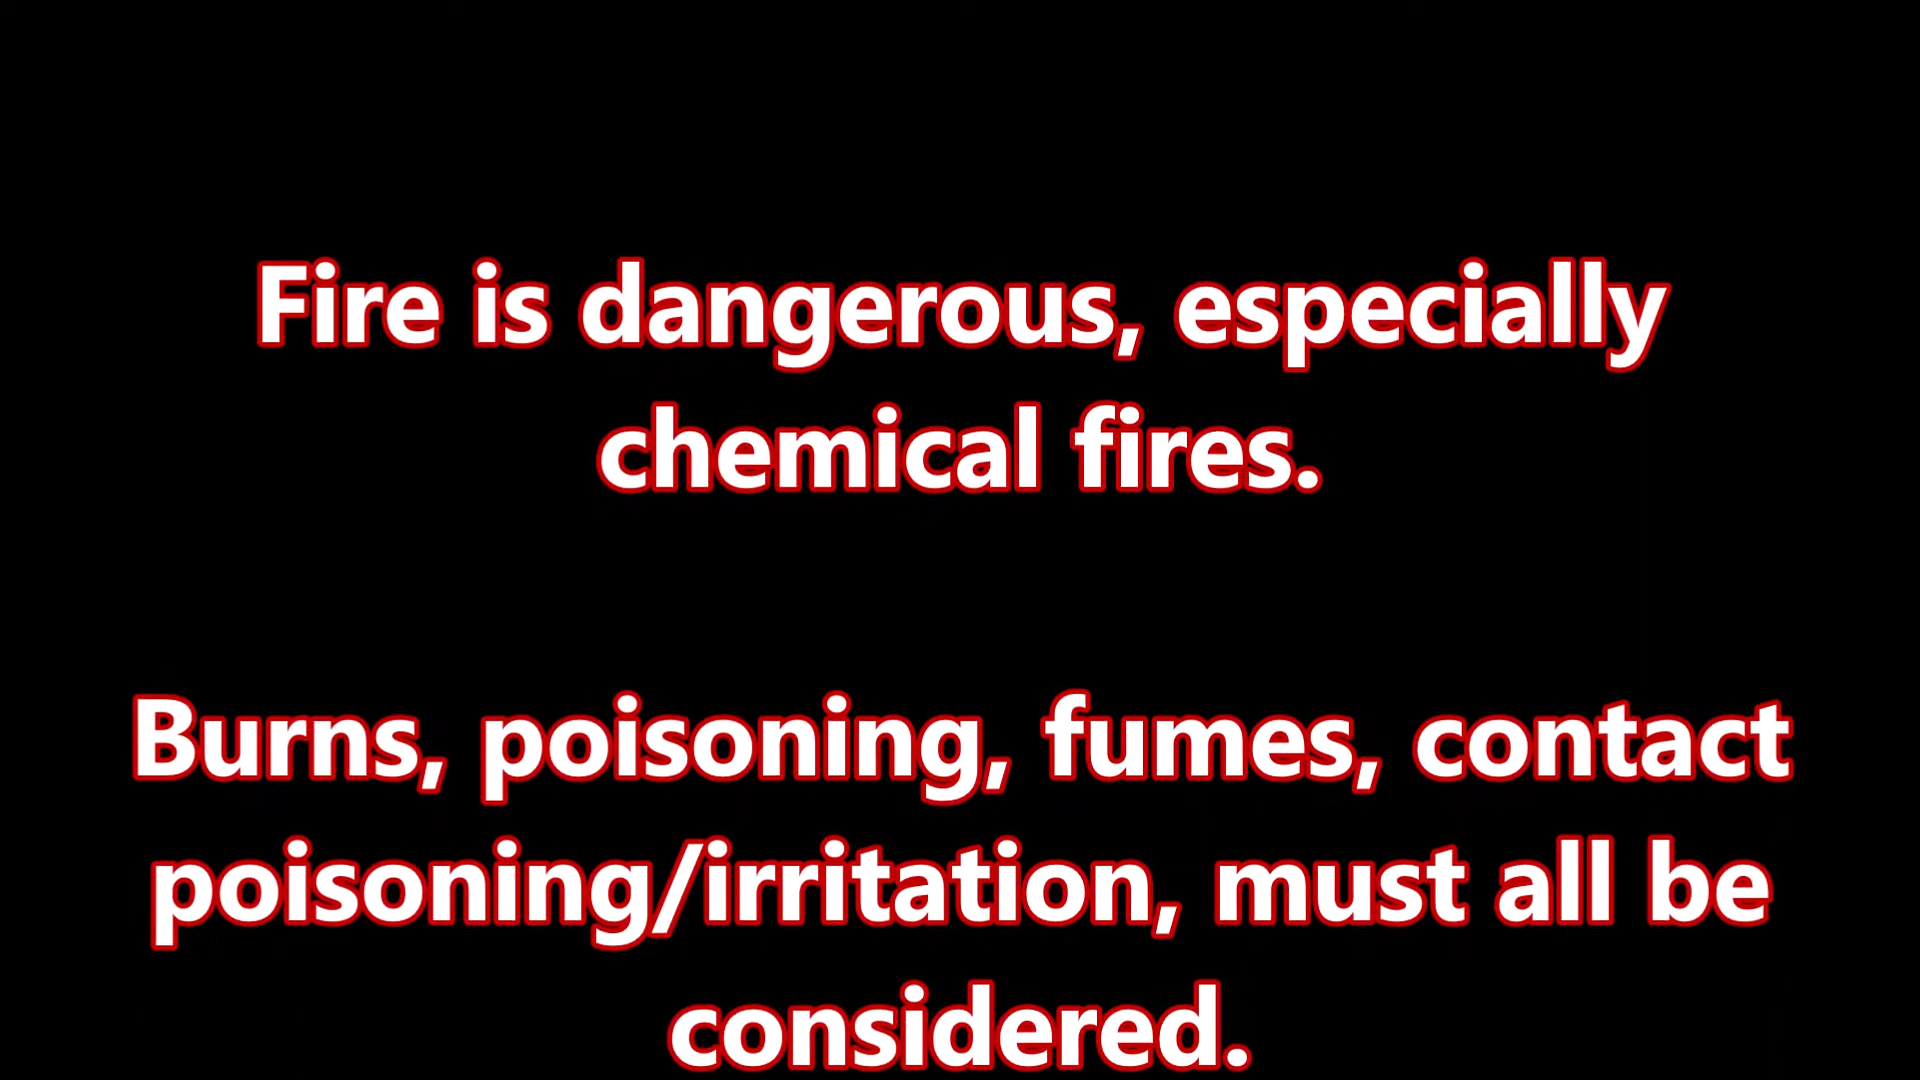 Fire is dangerous, especially
chemical fires.
Burns, poisoning, fumes, contact
poisoning/irritation, must all be
considered.